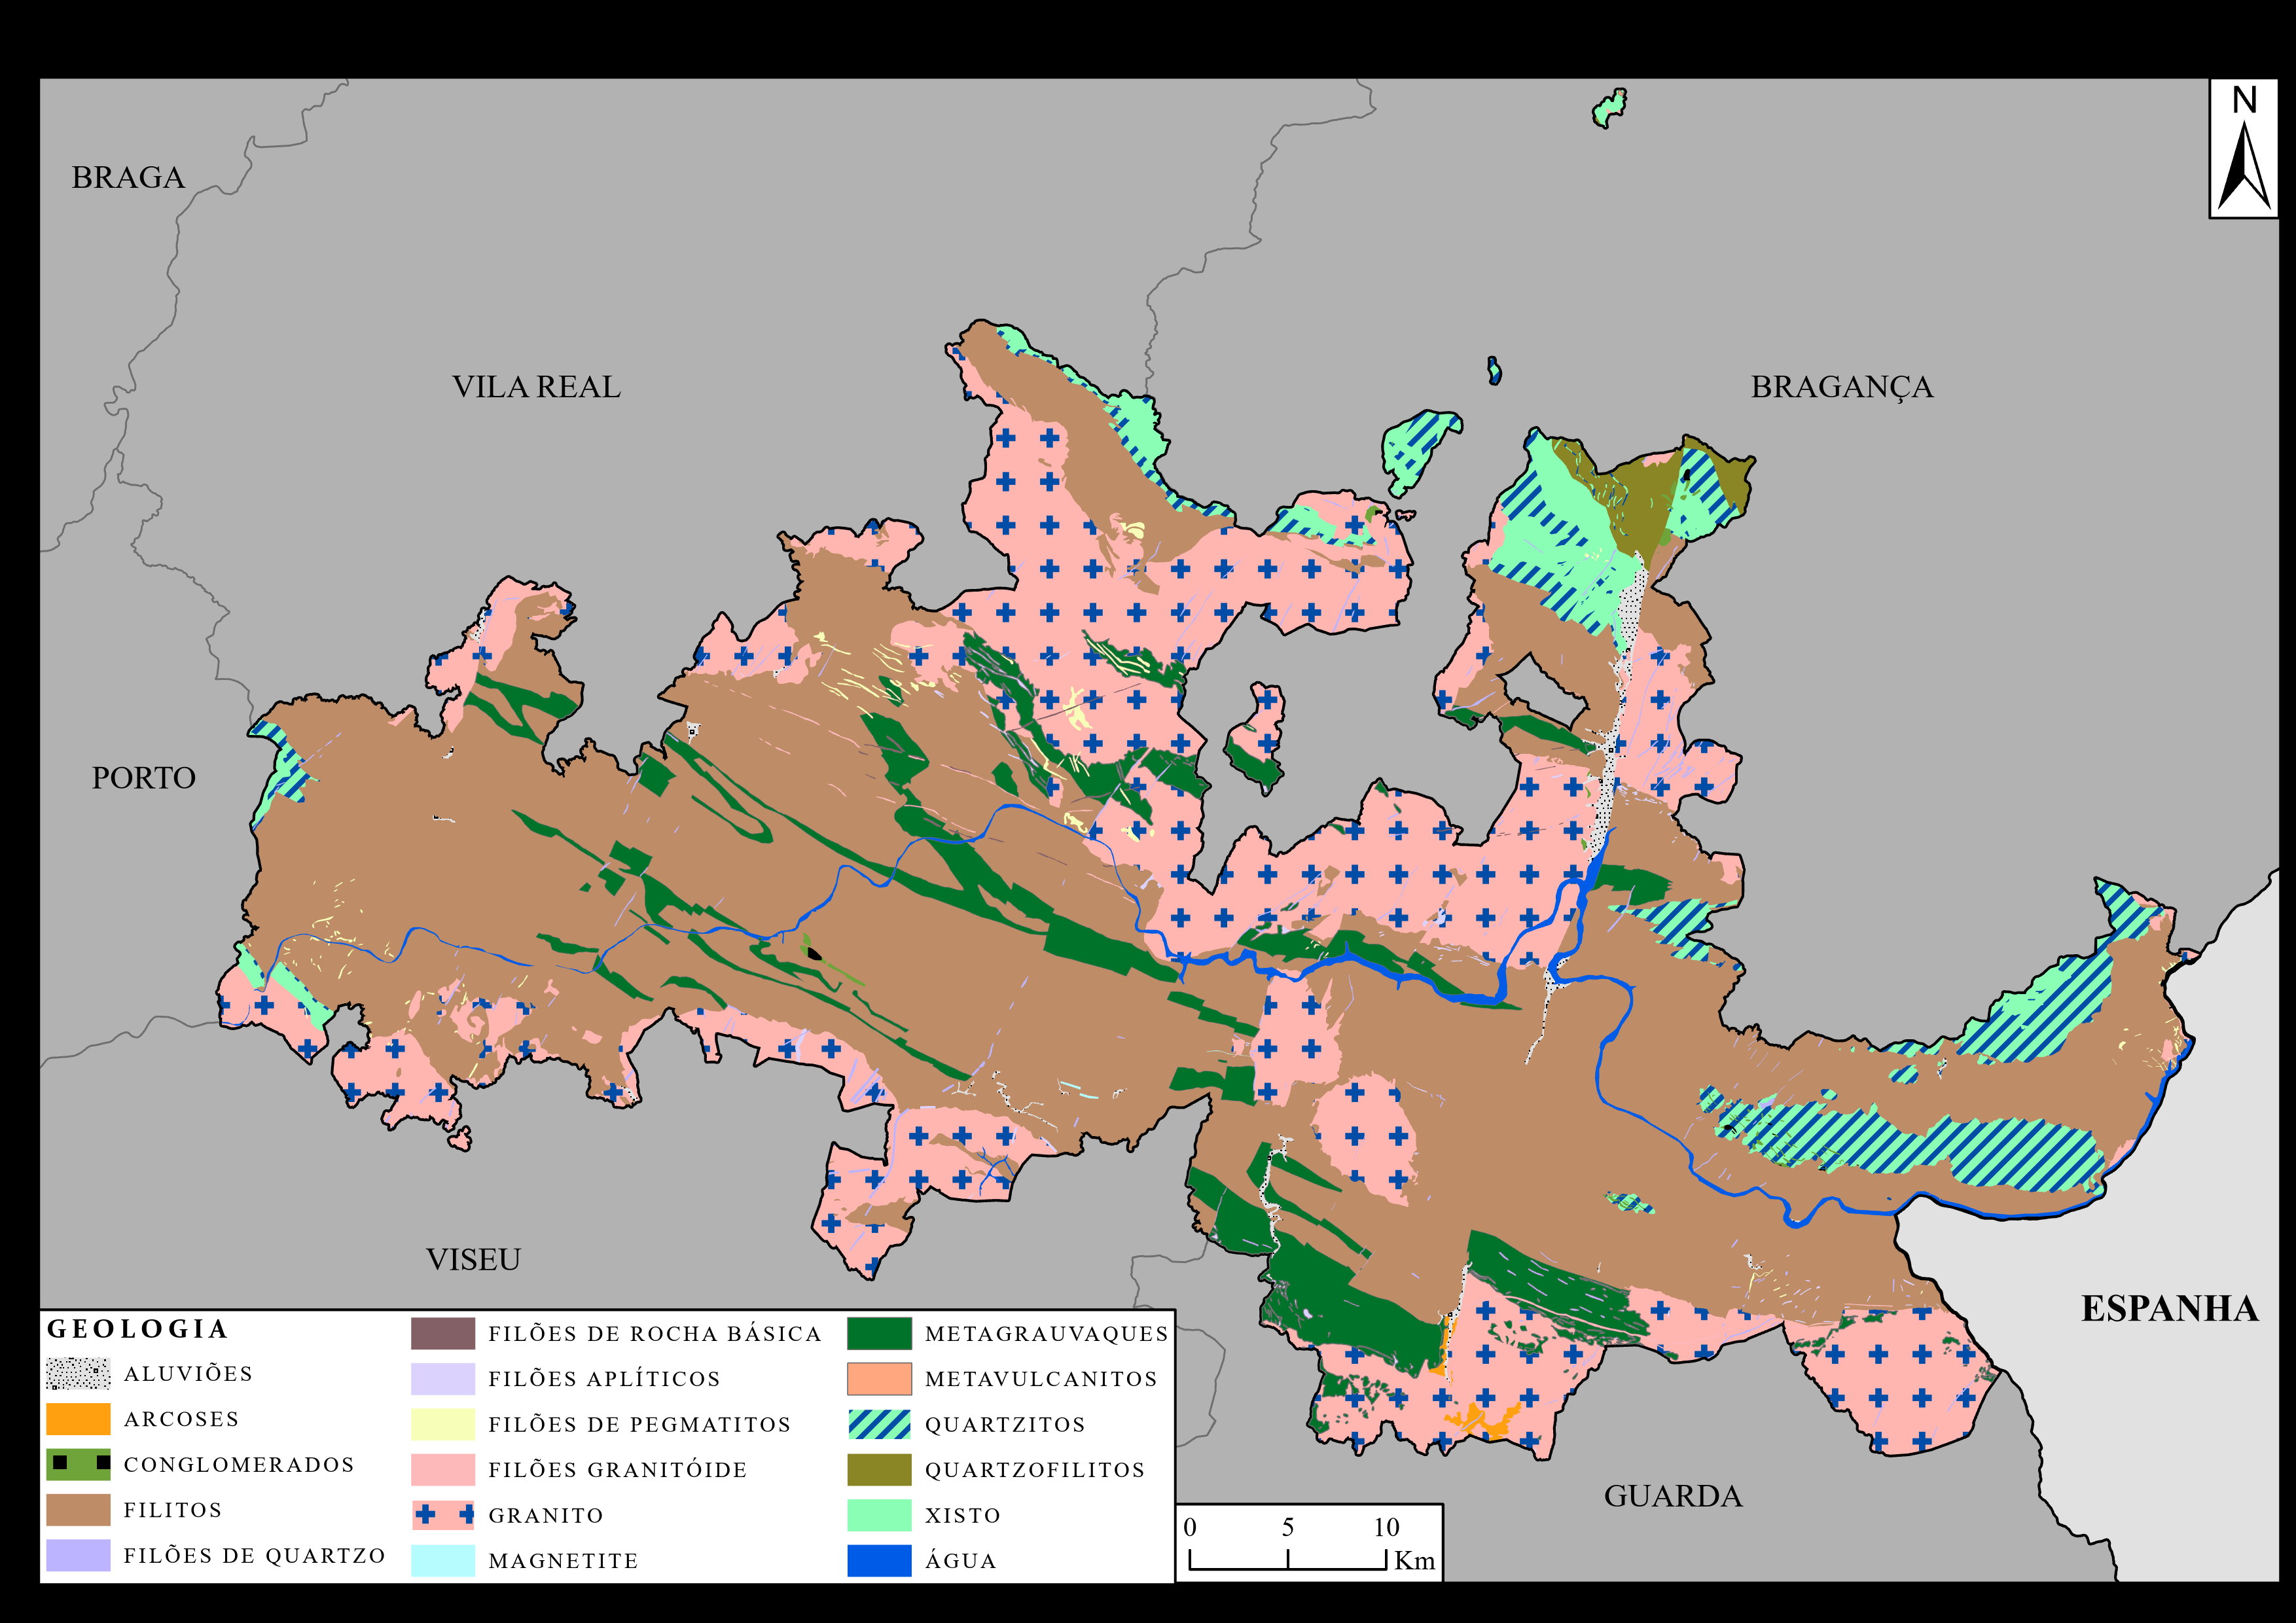 N
BRAGA
VILA REAL
BRAGANÇA
PORTO
VISEU
ESPANHA
GUARDA
GEOLOGIA
ALUVIÕES
ARCOSES
CONGLOMERADOS
FILITOS
FILÕES DE QUARTZO
FILÕES DE ROCHA BÁSICA
FILÕES APLÍTICOS
FILÕES DE PEGMATITOS
FILÕES GRANITÓIDE
GRANITO
MAGNETITE
METAGRAUVAQUES
METAVULCANITOS
QUARTZITOS
QUARTZOFILITOS
XISTO
ÁGUA
0 5 10
Km